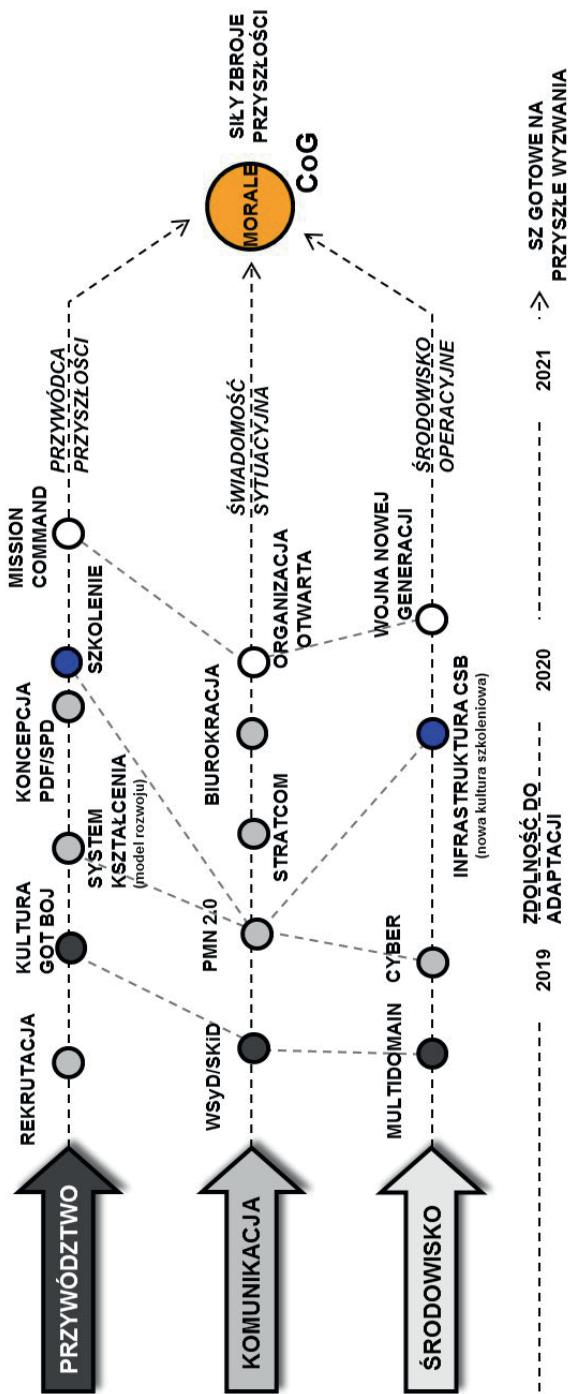 PRZYWÓDZTWO
REKRUTACJA
KULTURA
GOT BOJ
SYSTEM
KSZTAŁCENIA
(model rozwoju)
KONCEPCJA
PDF/SPD
SZKOLENIE
MISSION
COMMAND
PRZYWÓDCA
PRZYSZŁOŚCI
KOMUNIKACJA
WSyD/SKiD
PMN 2.0
STRATCOM
BIUROKRACJA
ORGANIZACJA
OTWARTA
ŚWIADOMOŚĆ
SYTUACYJNA
MORALE
SIŁY ZBROJE
PRZYSZŁOŚCI
CoG
ŚRODOWISKO
MULTIDOMAIN
CYBER
INFRASTRUKTURA CSB
(nowa kultura szkoleniowa)
WOJNA NOWEJ
GENERACJI
ŚRODOWISKO
OPERACYJNE
2019
ZDOLNOŚĆ DO
ADAPTACJI
2020
2021
SZ GOTOWE NA
PRZYSZŁE WYZWANIA